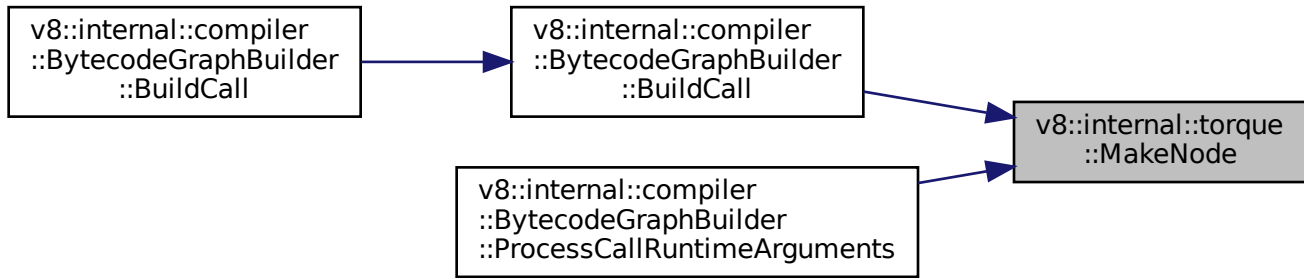 v8::internal::compiler
::BytecodeGraphBuilder
::BuildCall
v8::internal::compiler
::BytecodeGraphBuilder
::BuildCall
v8::internal::torque
::MakeNode
v8::internal::compiler
::BytecodeGraphBuilder
::ProcessCallRuntimeArguments